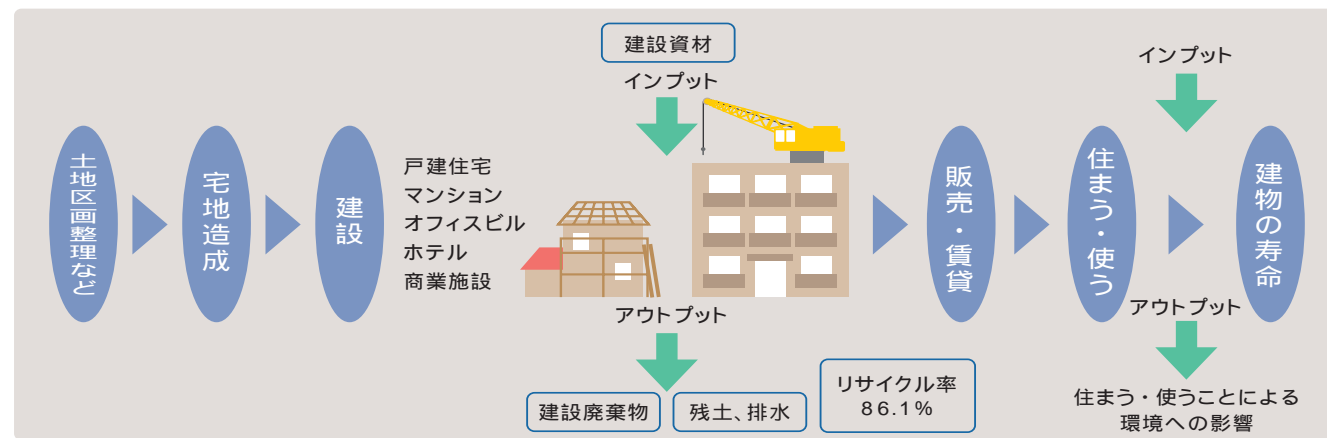 土地区画整理など
宅地造成
建設
戸建住宅
マンション
オフィスビル
ホテル
商業施設
建設資材
インプット
アウトプット
建設廃棄物
残土、排水
リサイクル率
86.1%
販売・賃貸
住まう・使う
インプット
アウトプット
住まう・使うことによる
環境への影響
建物の寿命